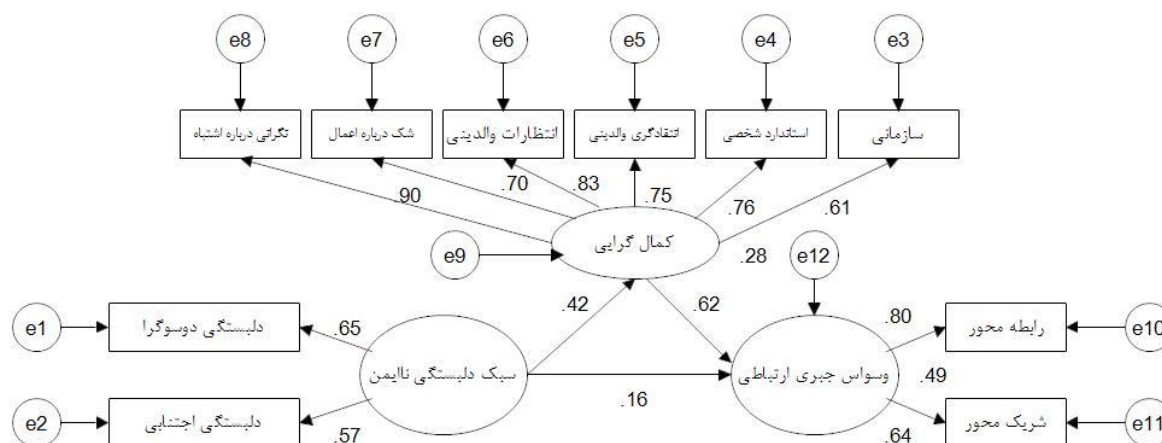 e8
e7
e6
e5
e4
e3
نگرانی درباره اشتباه
شک درباره اعمال
انتظارات والدینی
انتقادگری والدینی
استاندارد شخصی
سازمانی
.90
.70
.83
.75
.76
.61
کمال گرایی
.28
e9
e12
.42
.62
e1
دلبستگی دوسوگرا
.65
سبک دلبستگی ناایمن
.16
وسواس جبری ارتباطی
.80
رابطه محور
e10
.49
e2
دلبستگی اجتنابی
.57
.64
شریک محور
e11